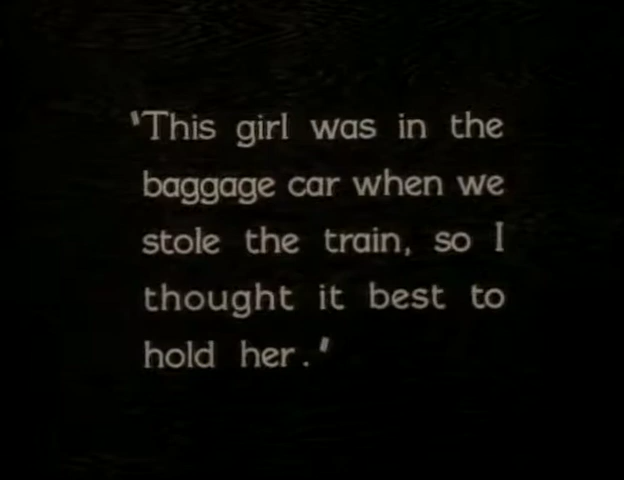 "This girl was in the
baggage car when we
stole the train, so I
thought it best to
hold her."